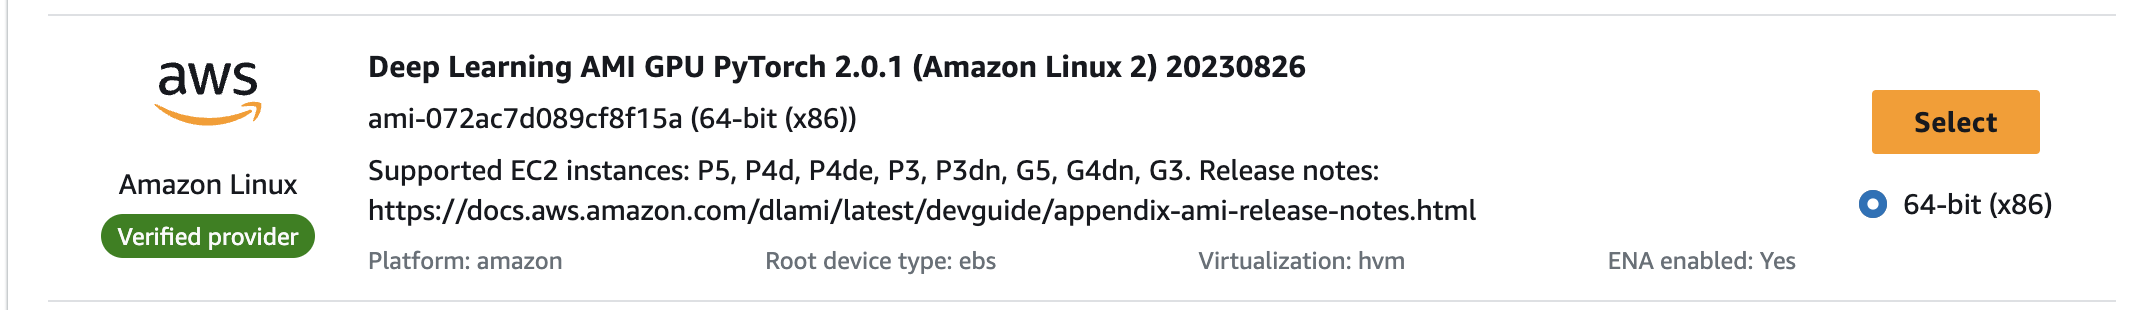 aws
Amazon Linux
Verified provider
Deep Learning AMI GPU PyTorch 2.0.1 (Amazon Linux 2) 20230826
ami-072ac7d089cf8f15a (64-bit (x86))
Supported EC2 instances: P5, P4d, P4de, P3, P3dn, G5, G4dn, G3. Release notes:
https://docs.aws.amazon.com/dlami/latest/devguide/appendix-ami-release-notes.html
Platform: amazon
Root device type: ebs
Virtualization: hvm
ENA enabled: Yes
Select
64-bit (x86)